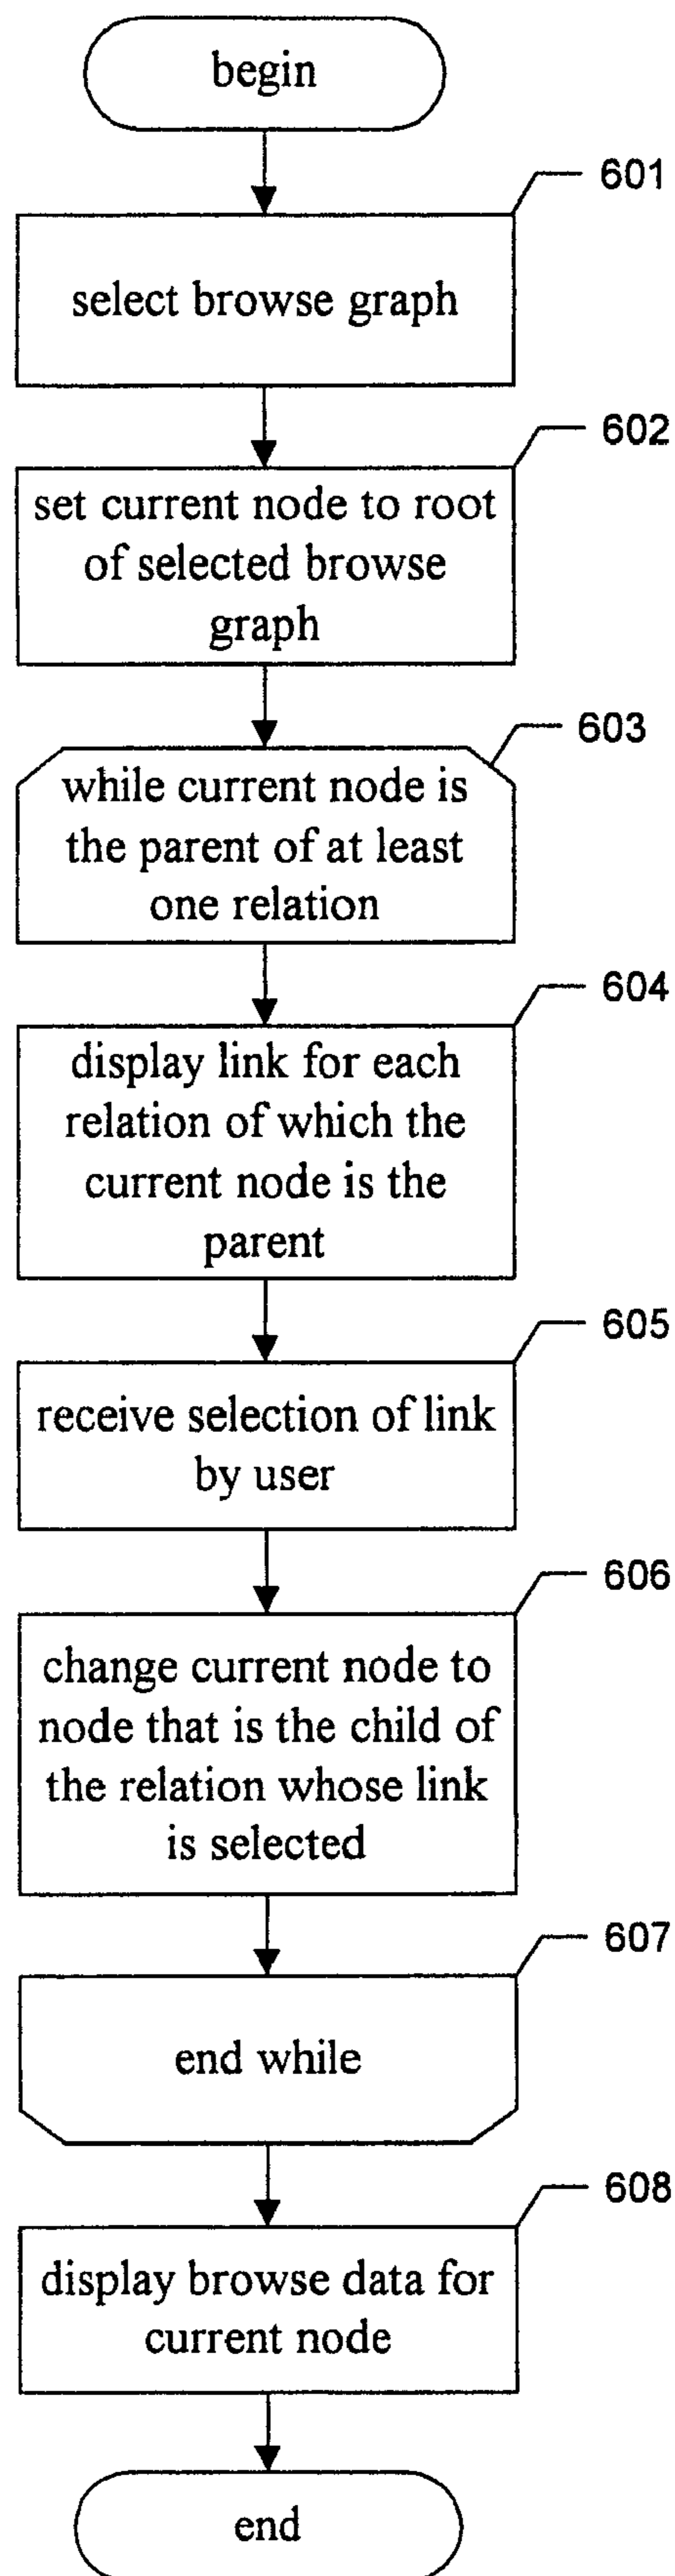 begin
601
select browse graph
602
set current node to root
of selected browse
graph
603
while current node is
the parent of at least
one relation
604
display link for each
relation of which the
current node is the
parent
605
receive selection of link
by user
606
change current node to
node that is the child of
the relation whose link
is selected
607
end while
608
display browse data for
current node
end